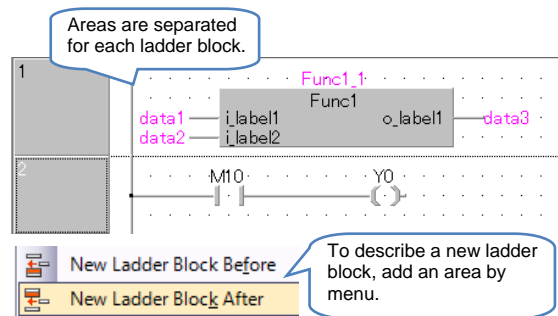 Areas are separated
for each ladder block.
1
Func1_1
Func1
data1 i_label1 o_label1 data3
data2 i_label2
2
M10 Y0
New Ladder Block Before
New Ladder Block After
To describe a new ladder
block, add an area by
menu.